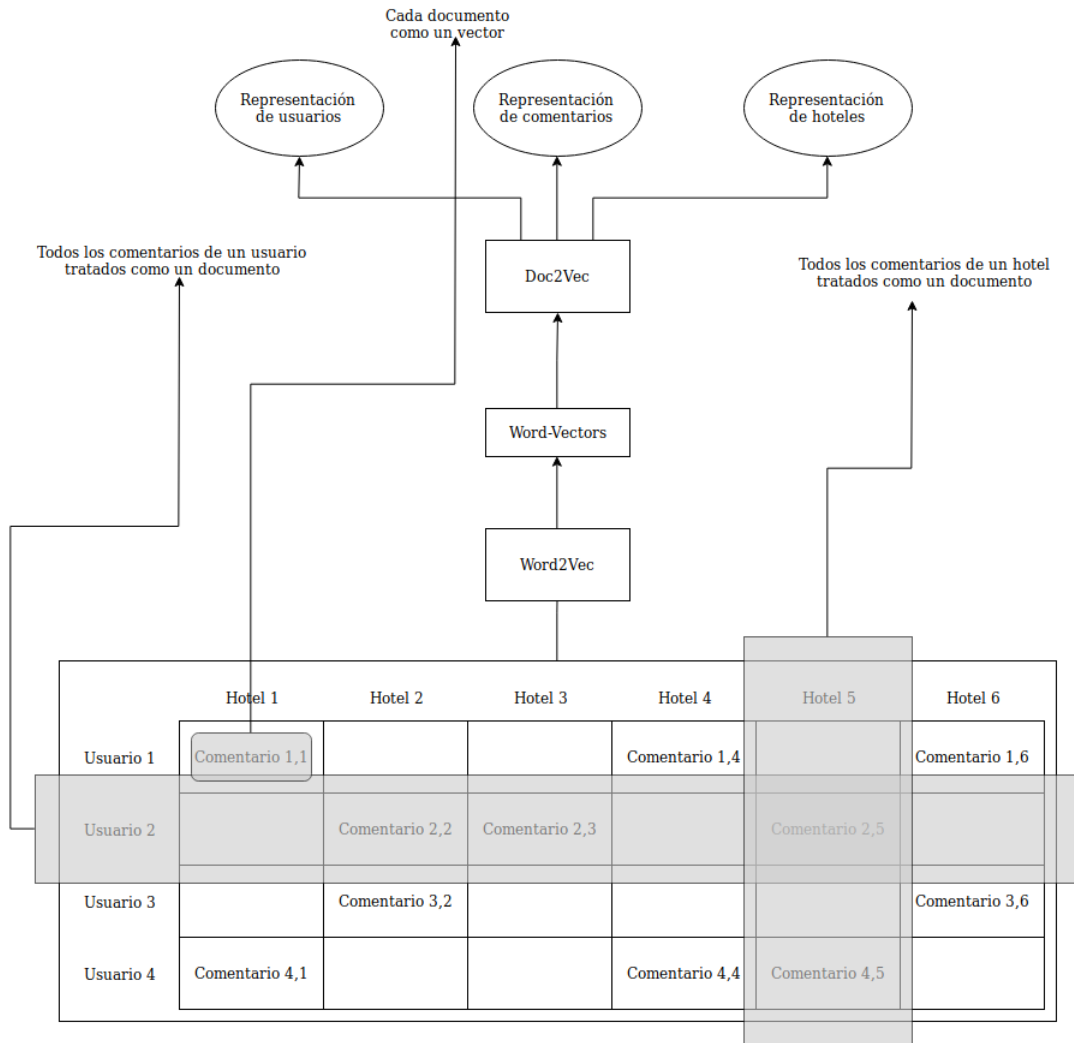 Cada documento
como un vector
Representación
de usuarios
Representación
de comentarios
Representación
de hoteles
Todos los comentarios de un usuario
tratados como un documento
Doc2Vec
Todos los comentarios de un hotel
tratados como un documento
Word-Vectors
Word2Vec
Hotel 1 Hotel 2 Hotel 3 Hotel 4 Hotel 5 Hotel 6
Usuario 1 Comentario 1,1 Comentario 1,4 Comentario 1,6
Usuario 2 Comentario 2,2 Comentario 2,3 Comentario 2,5
Usuario 3 Comentario 3,2 Comentario 3,6
Usuario 4 Comentario 4,1 Comentario 4,4 Comentario 4,5